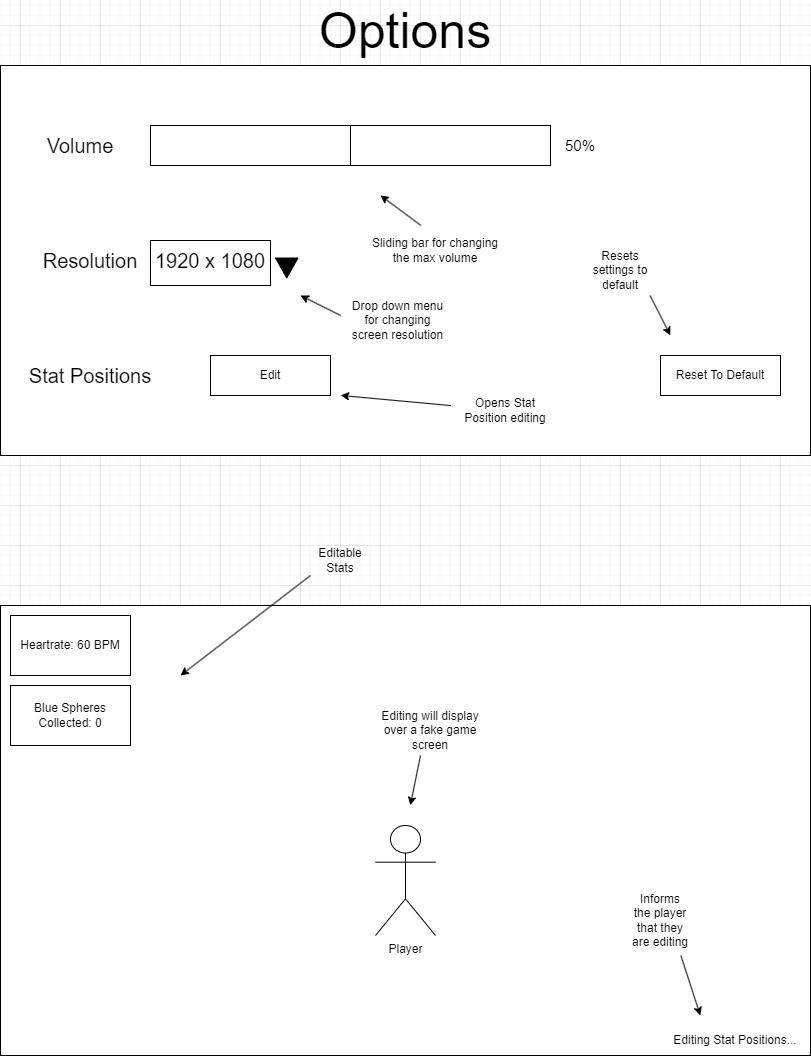 Options
Volume
50%
Sliding bar for changing
the max volume
Resolution
1920 x 1080
Resets
settings to
default
Drop down menu
for changing
screen resolution
Stat Positions
Edit
Reset To Default
Opens Stat
Position editing
Editable
Stats
Heartrate: 60 BPM
Blue Spheres
Collected: 0
Editing will display
over a fake game
screen
Player
Informs
the player
that they
are editing
Editing Stat Positions...